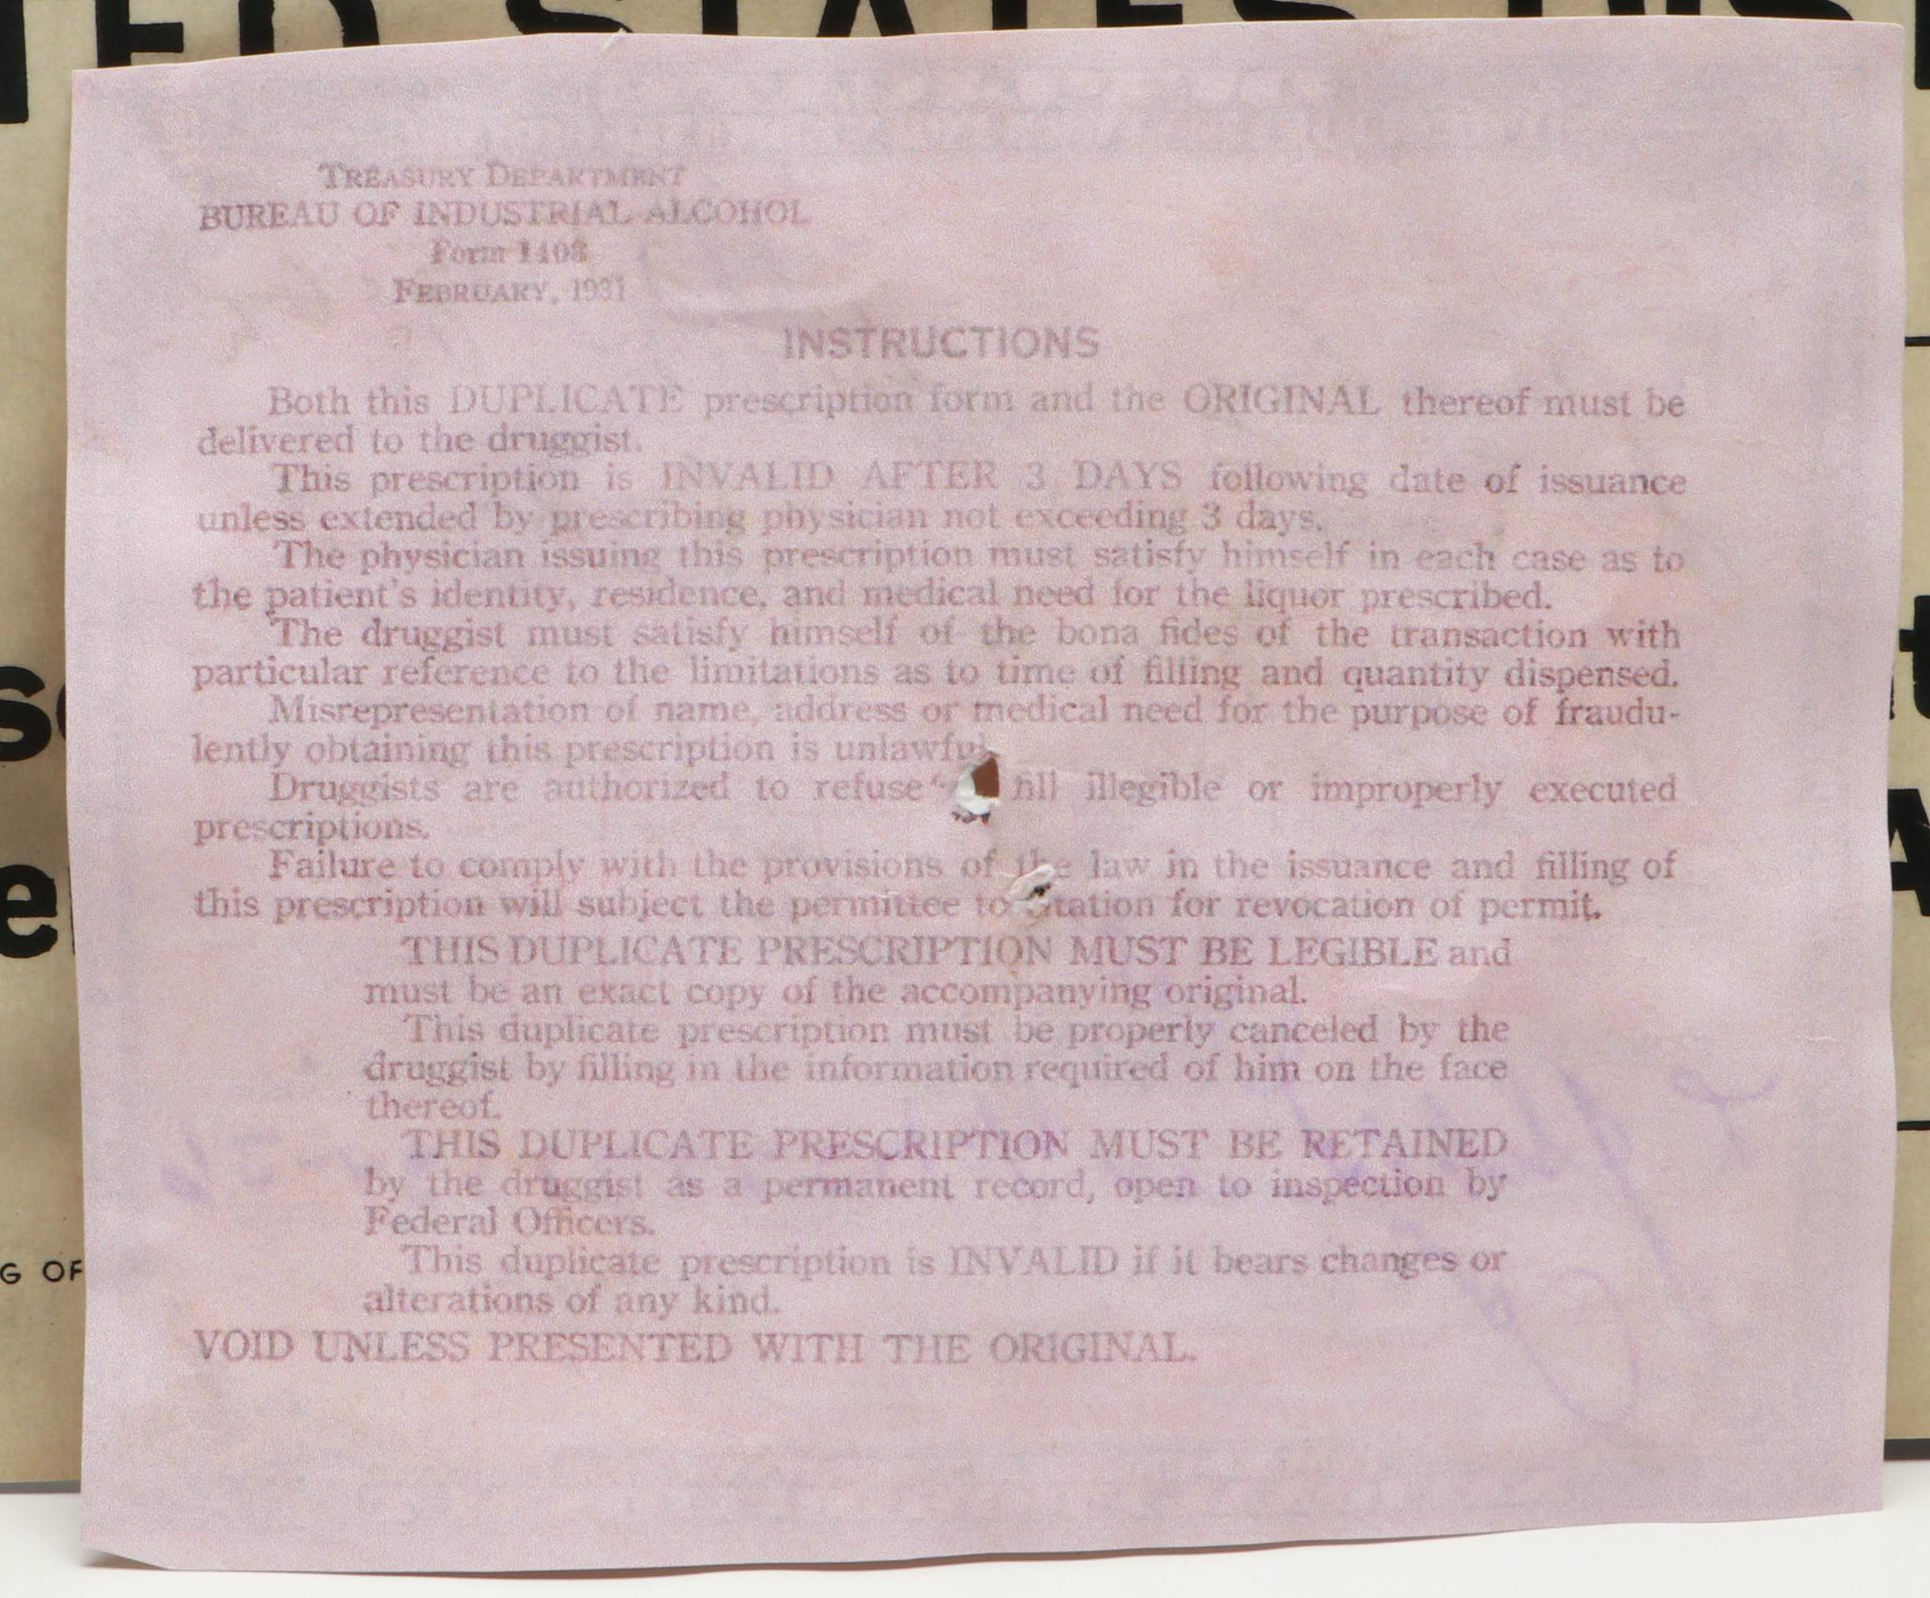 TED STATES DIS
TREASURY DEPARTMENT
BUREAU OF INDUSTRIAL ALCOHOL
Form 1403
FEBRUARY, 1931
INSTRUCTIONS
Both this DUPLICATE prescription form and the ORIGINAL thereof must be
delivered to the druggist.
This prescription is INVALID AFTER 3 DAYS following date of issuance
unless extended by prescribing physician not exceeding 3 days.
The physician issuing this prescription must satisfy himself in each case as to
the patient's identity, residence, and medical need for the liquor prescribed.
The druggist must satisfy himself of the bona fides of the transaction with
particular reference to the limitations as to time of filling and quantity dispensed.
Misrepresentation of name, address or medical need for the purpose of fraudu-
lently obtaining this prescription is unlawful
Druggists are authorized to refuse fill illegible or improperly executed
prescriptions.
Failure to comply with the provisions of the law in the issuance and filling of
this prescription will subject the permittee to citation for revocation of permit.
THIS DUPLICATE PRESCRIPTION MUST BE LEGIBLE and
must be an exact copy of the accompanying original.
This duplicate prescription must be properly canceled by the
druggist by filling in the information required of him on the face
thereof.
THIS DUPLICATE PRESCRIPTION MUST BE RETAINED
by the druggist as a permanent record, open to inspection by
Federal Officers.
G OF
This duplicate prescription is INVALID if it bears changes or
alterations of any kind.
VOID UNLESS PRESENTED WITH THE ORIGINAL.